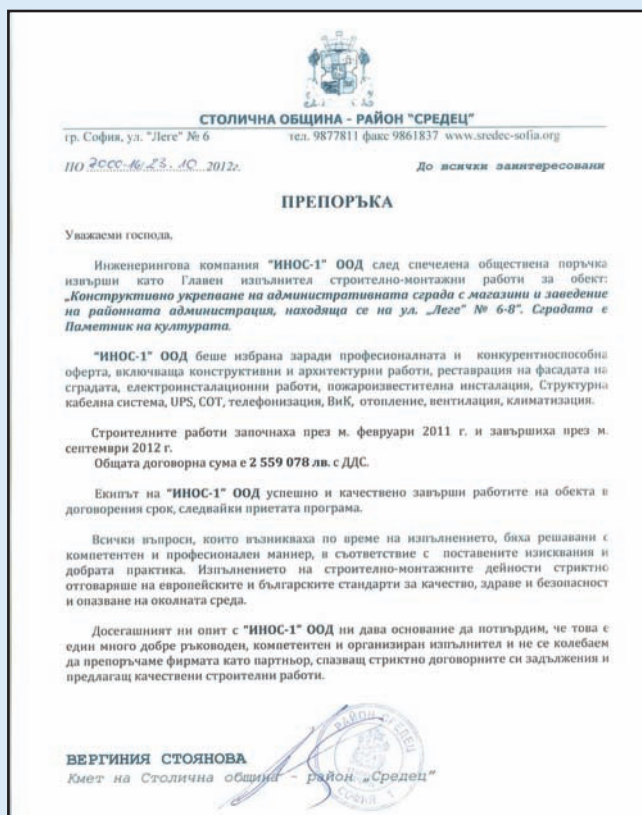 СТОЛИЧНА ОБЩИНА - РАЙОН "СРЕДЕЦ"
гр. София, ул. "Леге" № 6 тел. 9877811 факс 9861837 www.sredec-sofia.org
ПО 2012г. До всички заинтересовани
ПРЕПОРЪКА
Уважаеми господа,
Инженерингова компания "ИНОС-1" ООД след спечелена обществена поръчка
извърши като Главен изпълнител строително-монтажни работи за обект:
„Конструктивно укрепване на административната сграда с магазини и заведение
на районната администрация, находяща се на ул. „Леге" № 6-8". Сградата е
Паметник на културата.
"ИНОС-1" ООД беше избрана заради професионалната и конкурентноспособна
оферта, включваща конструктивни и архитектурни работи, реставрация на фасадата на
сградата, електроинсталационни работи, пожароизвестителна инсталация, Структурна
кабелна система, UPS, СОТ, телефонизация, ВиК, отопление, вентилация, климатизация.
Строителните работи започнаха през м. февруари 2011 г. и завършиха през м.
септември 2012 г.
Общата договорна сума е 2 559 078 лв. с ДДС.
Екипът на "ИНОС-1" ООД успешно и качествено завърши работите на обекта в
договорения срок, следвайки приетата програма.
Всички въпроси, които възникваха по време на изпълнението, бяха решавани с
компетентен и професионален маниер, в съответствие с поставените изисквания и
добрата практика. Изпълнението на строително-монтажните дейности стриктно
отговаряше на европейските и българските стандарти за качество, здраве и безопасност
и опазване на околната среда.
Досегашният ни опит с "ИНОС-1" ООД ни дава основание да потвърдим, че това е
един много добре ръководен, компетентен и организиран изпълнител и не се колебаем
да препоръчаме фирмата като партньор, спазващ стриктно договорните си задължения и
предлагащ качествени строителни работи.
ВЕРГИНИЯ СТОЯНОВА
Кмет на Столична община - район „Средец"
РАЙОН СРЕДЕЦ
СОФИЯ 1